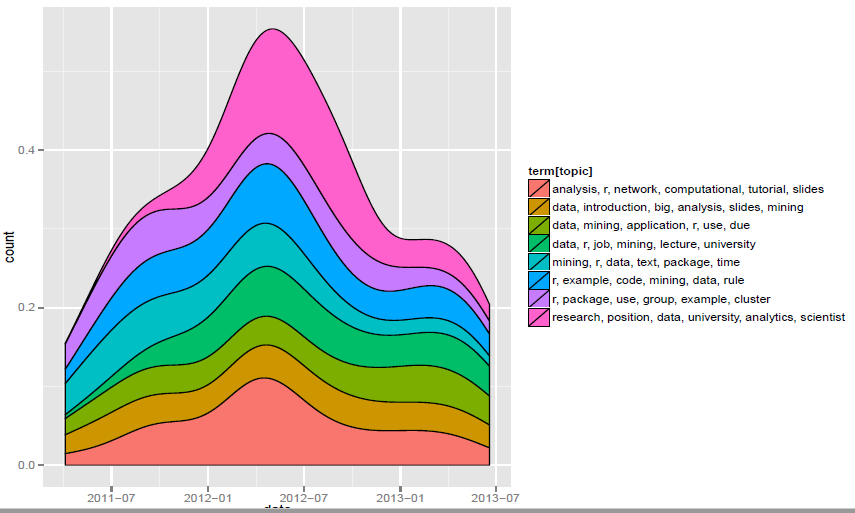 count
0.4
0.2
0.0
2011−07
2012−01
2012−07
2013−01
2013−07
term[topic]
analysis, r, network, computational, tutorial, slides
data, introduction, big, analysis, slides, mining
data, mining, application, r, use, due
data, r, job, mining, lecture, university
mining, r, data, text, package, time
r, example, code, mining, data, rule
r, package, use, group, example, cluster
research, position, data, university, analytics, scientist